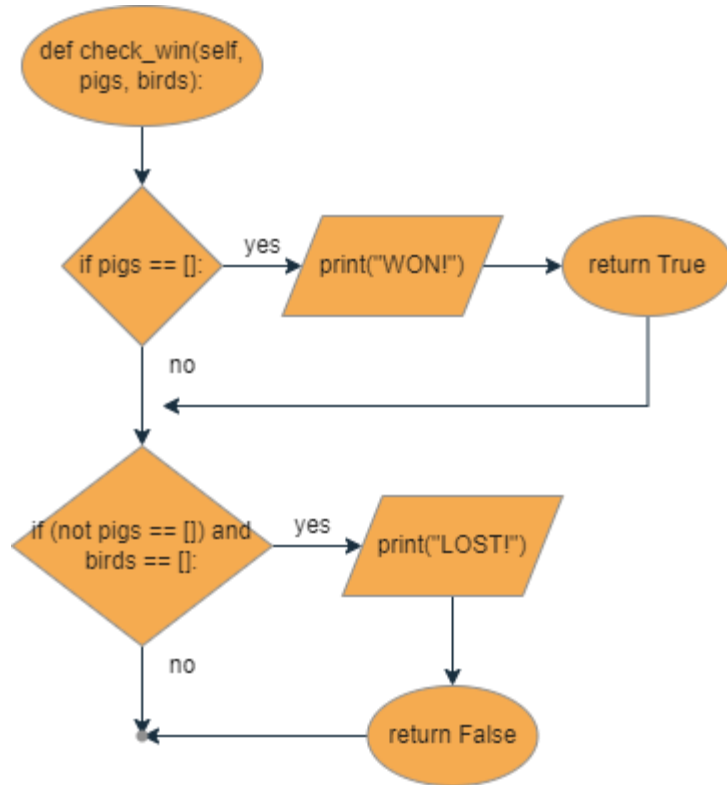 def check_win(self,
pigs, birds):
if pigs == []:
yes
print("WON!")
return True
no
if (not pigs == []) and
birds == []:
yes
print("LOST!")
no
return False